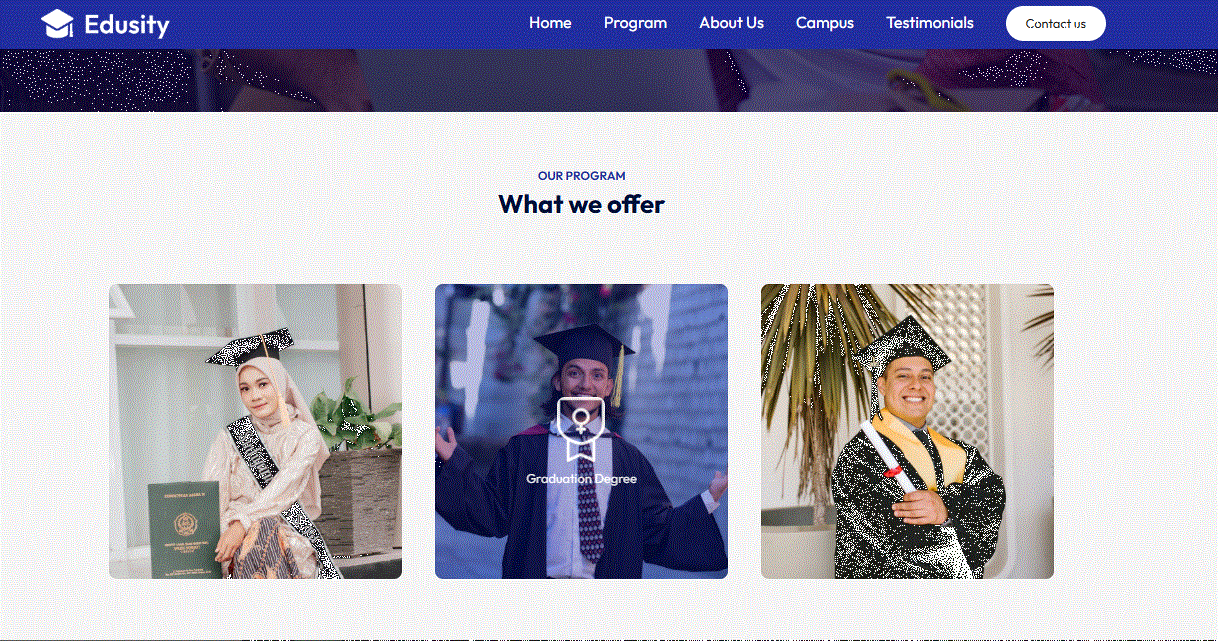 Edusity
Home
Program
About Us
Campus
Testimonials
Contact us
OUR PROGRAM
What we offer
Graduation Degree